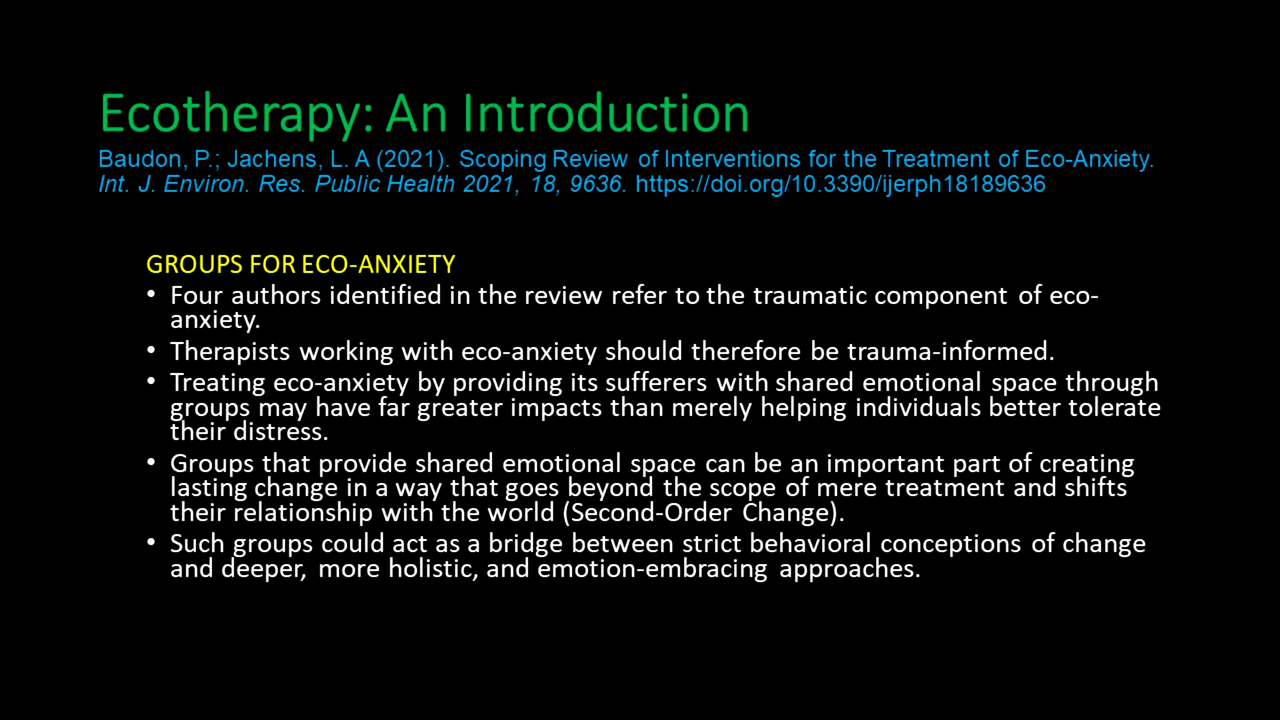 Ecotherapy: An Introduction
Baudon, P.; Jachens, L. A (2021). Scoping Review of Interventions for the Treatment of Eco-Anxiety.
Int. J. Environ. Res. Public Health 2021, 18, 9636. https://doi.org/10.3390/ijerph18189636
GROUPS FOR ECO-ANXIETY
• Four authors identified in the review refer to the traumatic component of eco-
anxiety.
• Therapists working with eco-anxiety should therefore be trauma-informed.
• Treating eco-anxiety by providing its sufferers with shared emotional space through
groups may have far greater impacts than merely helping individuals better tolerate
their distress.
• Groups that provide shared emotional space can be an important part of creating
lasting change in a way that goes beyond the scope of mere treatment and shifts
their relationship with the world (Second-Order Change).
• Such groups could act as a bridge between strict behavioral conceptions of change
and deeper, more holistic, and emotion-embracing approaches.